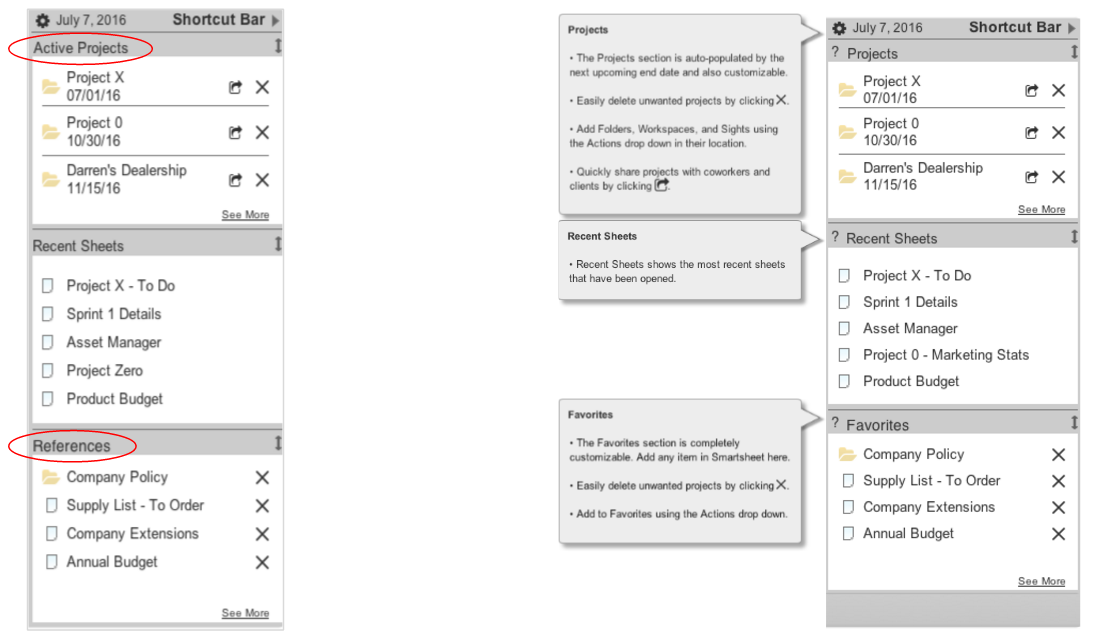 July 7, 2016 Shortcut Bar
Active Projects
Project X
07/01/16
Project 0
10/30/16
Darren's Dealership
11/15/16
See More
Recent Sheets
Project X - To Do
Sprint 1 Details
Asset Manager
Project Zero
Product Budget
References
Company Policy
Supply List - To Order
Company Extensions
Annual Budget
See More
Projects
• The Projects section is auto-populated by the
next upcoming end date and also customizable.
• Easily delete unwanted projects by clicking X.
• Add Folders, Workspaces, and Sights using
the Actions drop down in their location.
• Quickly share projects with coworkers and
clients by clicking .
Recent Sheets
• Recent Sheets shows the most recent sheets
that have been opened.
Favorites
• The Favorites section is completely
customizable. Add any item in Smartsheet here.
• Easily delete unwanted projects by clicking X.
• Add to Favorites using the Actions drop down.
July 7, 2016 Shortcut Bar
? Projects
Project X
07/01/16
Project 0
10/30/16
Darren's Dealership
11/15/16
See More
? Recent Sheets
Project X - To Do
Sprint 1 Details
Asset Manager
Project 0 - Marketing Stats
Product Budget
? Favorites
Company Policy
Supply List - To Order
Company Extensions
Annual Budget
See More